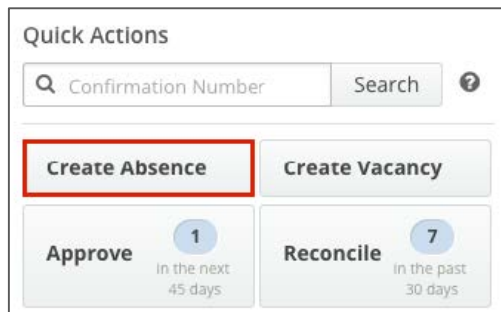 Quick Actions
Confirmation Number Search ?
Create Absence Create Vacancy
Approve 1 in the next 45 days
Reconcile 7 in the past 30 days